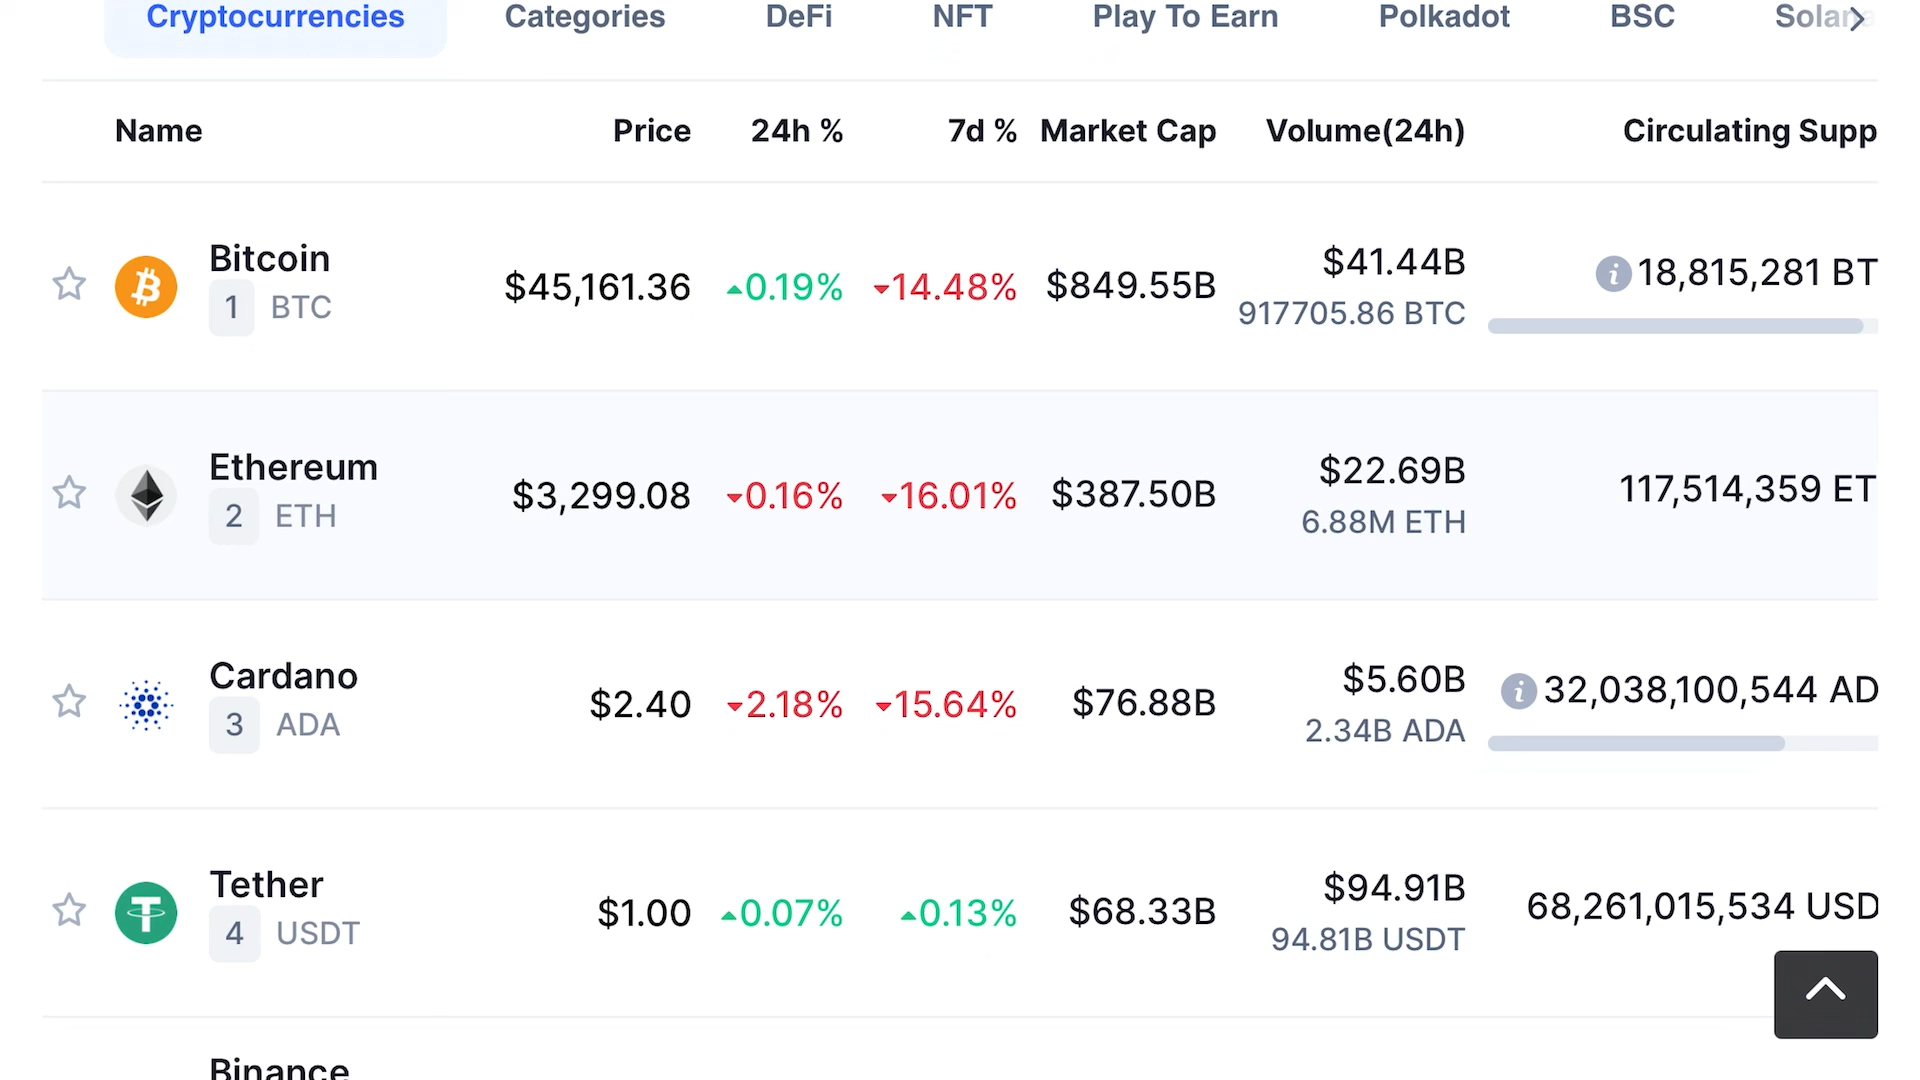 Cryptocurrencies Categories DeFi NFT Play To Earn Polkadot BSC Solana
Name Price 24h % 7d % Market Cap Volume(24h) Circulating Supp
Bitcoin
1 BTC
$45,161.36 0.19% 14.48% $849.55B
$41.44B
917705.86 BTC
18,815,281 BT
Ethereum
2 ETH
$3,299.08 0.16% 16.01% $387.50B
$22.69B
6.88M ETH
117,514,359 ET
Cardano
3 ADA
$2.40 2.18% 15.64% $76.88B
$5.60B
2.34B ADA
32,038,100,544 AD
Tether
4 USDT
$1.00 0.07% 0.13% $68.33B
$94.91B
94.81B USDT
68,261,015,534 USD
Binance